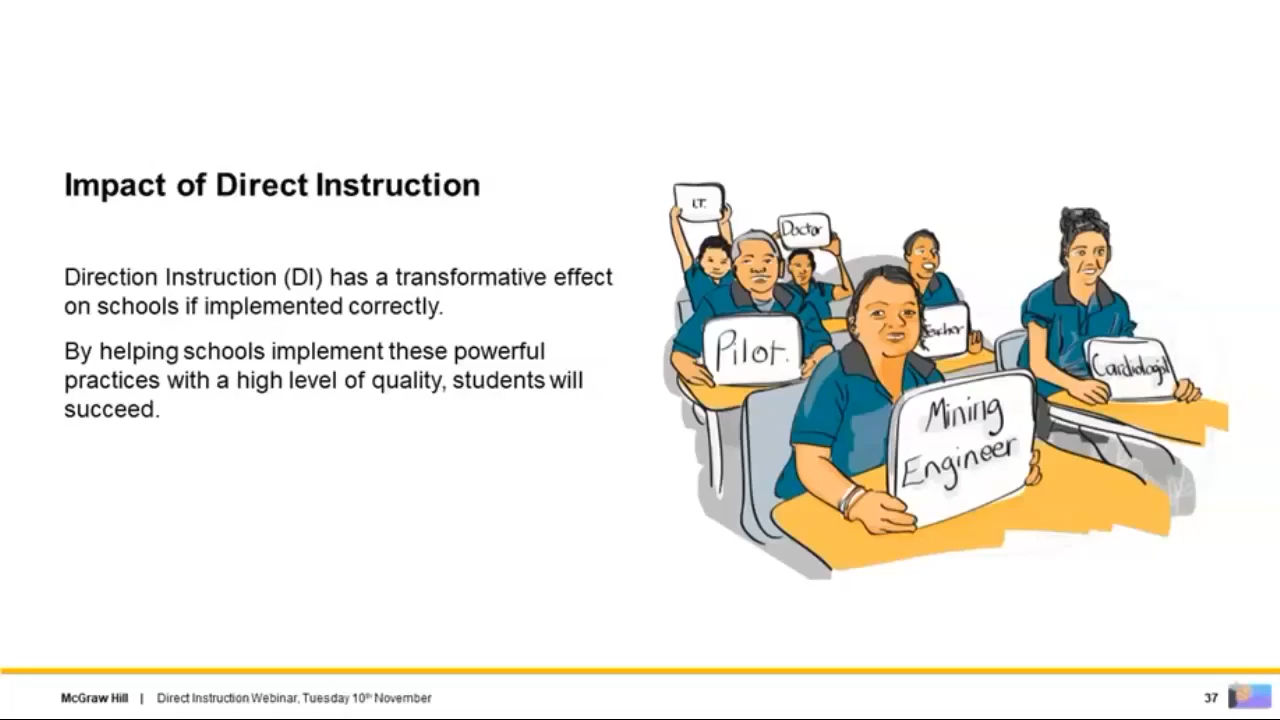 Impact of Direct Instruction
Direction Instruction (DI) has a transformative effect
on schools if implemented correctly.
By helping schools implement these powerful
practices with a high level of quality, students will
succeed.
I.T.
Doctor
Pilot.
Teacher
Mining
Engineer
Cardiologist
McGraw Hill | Direct Instruction Webinar, Tuesday 10th November
37